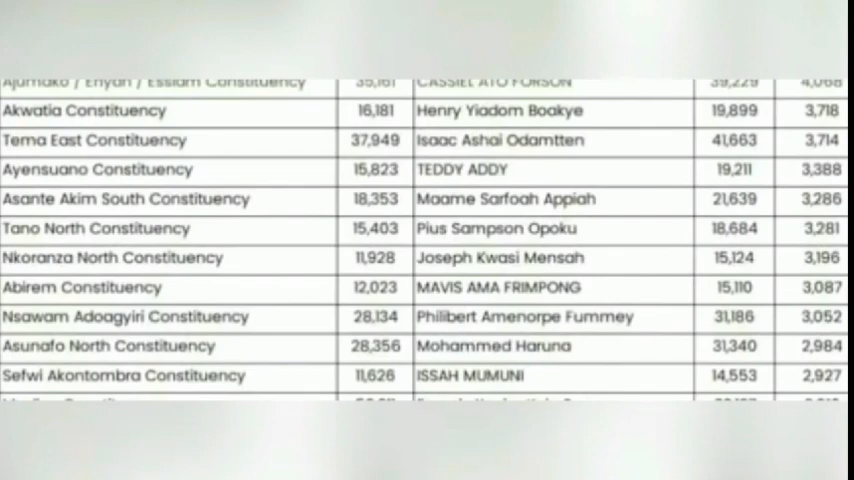 Ajumako / Enyan / Essiam Constituency 35,161 CASSIEL ATO FORSON 39,229 4,068
Akwatia Constituency 16,181 Henry Yiadom Boakye 19,899 3,718
Tema East Constituency 37,949 Isaac Ashai Odamtten 41,663 3,714
Ayensuano Constituency 15,823 TEDDY ADDY 19,211 3,388
Asante Akim South Constituency 18,353 Maame Sarfoah Appiah 21,639 3,286
Tano North Constituency 15,403 Pius Sampson Opoku 18,684 3,281
Nkoranza North Constituency 11,928 Joseph Kwasi Mensah 15,124 3,196
Abirem Constituency 12,023 MAVIS AMA FRIMPONG 15,110 3,087
Nsawam Adoagyiri Constituency 28,134 Philibert Amenorpe Fummey 31,186 3,052
Asunafo North Constituency 28,356 Mohammed Haruna 31,340 2,984
Sefwi Akontombra Constituency 11,626 ISSAH MUMUNI 14,553 2,927